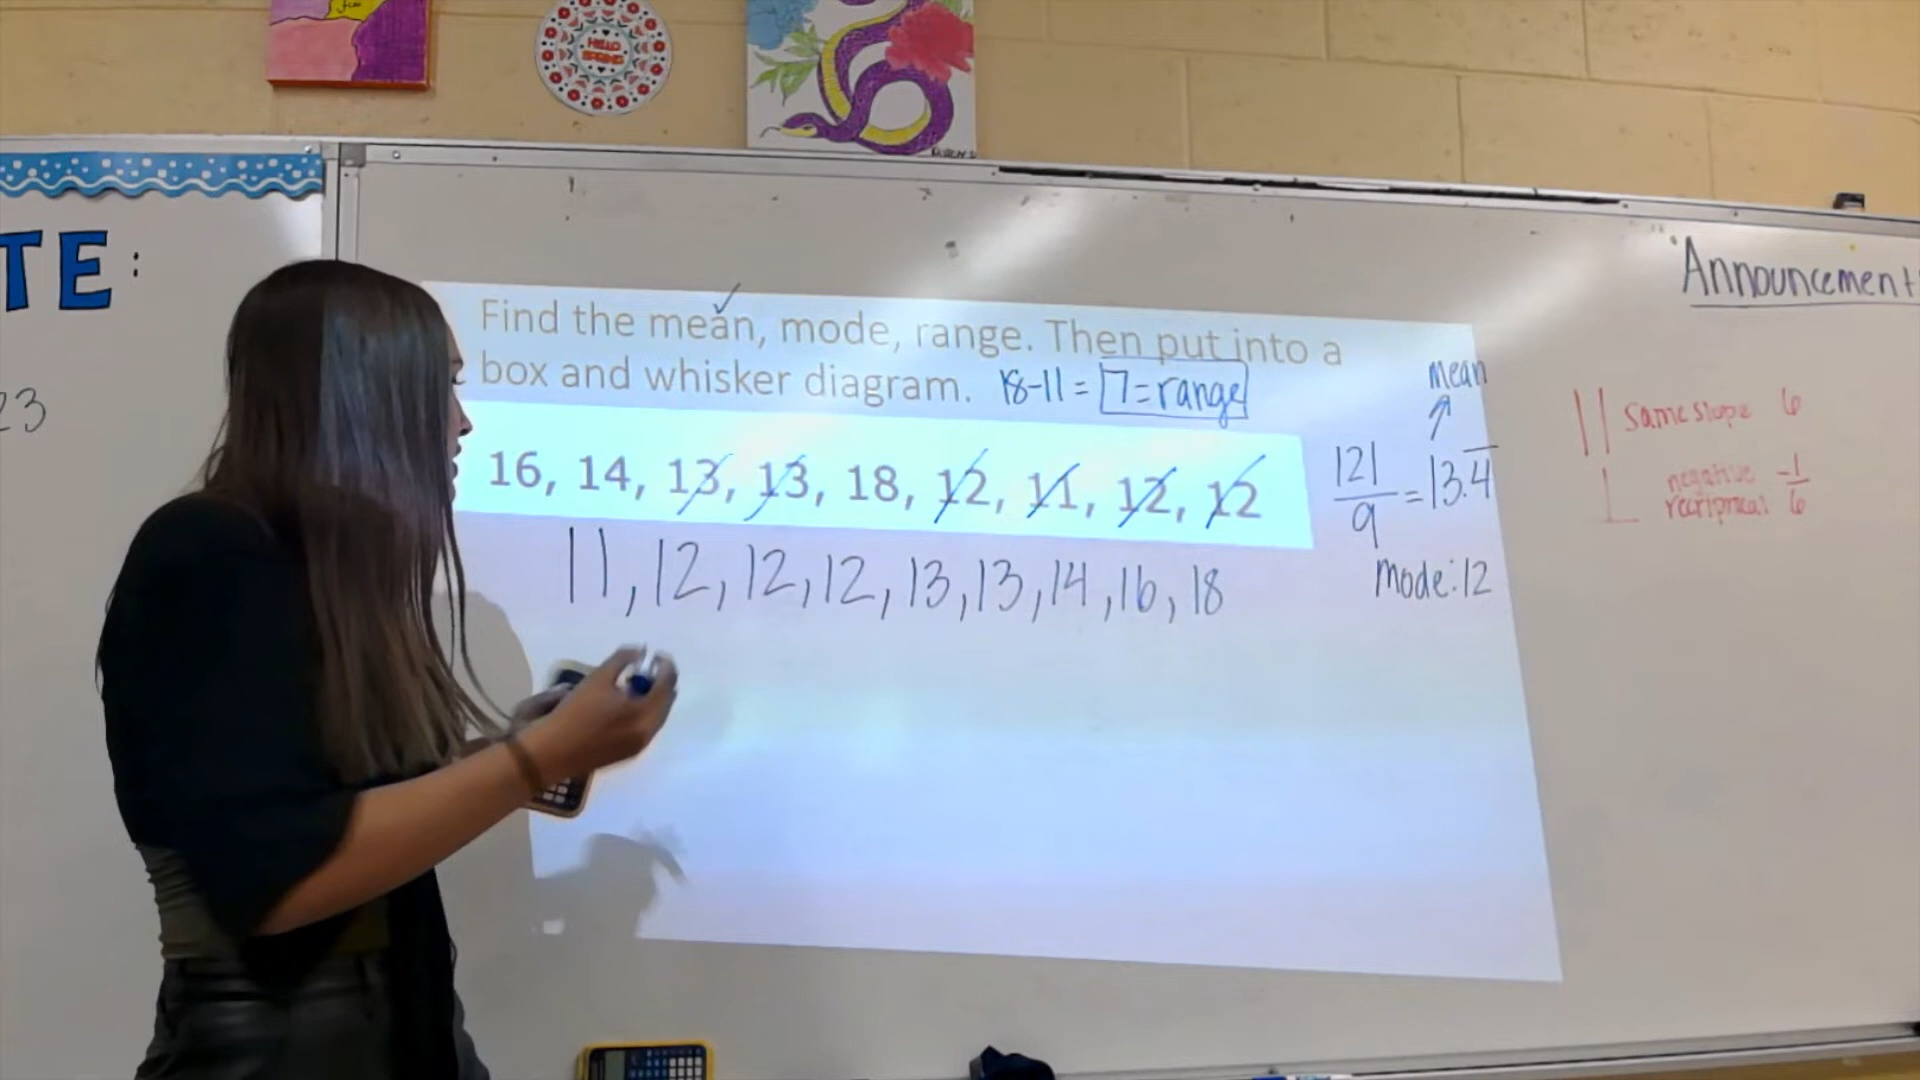 HELLO
TE:
Announcement
23
Find the mean, mode, range. Then put into a
box and whisker diagram. 18-11 = 7=range
mean
16, 14, 13, 13, 18, 12, 11, 12, 12
121/9 = 13.4̅
11, 12, 12, 12, 13, 13, 14, 16, 18
Mode: 12
|| same slope 6
negative -1/6
reciprical